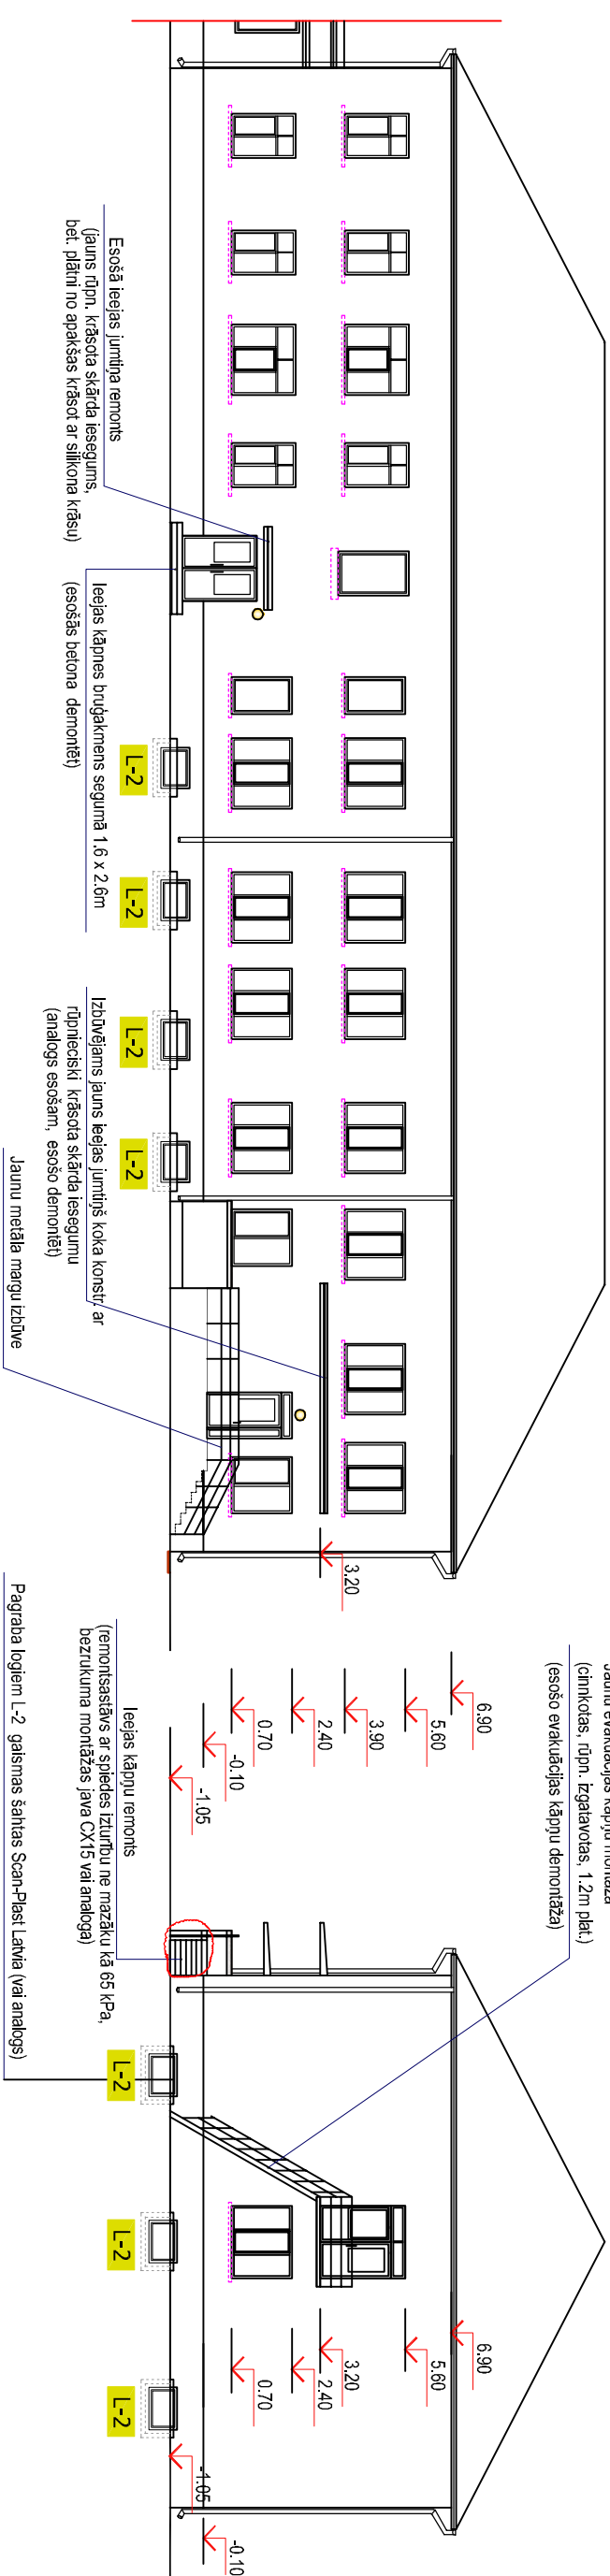 Esošā ieejas jumtiņa remonts
(jauns rūpn. krāsota skārda iesegums,
bet. plātni no apakšas krāsot ar silikona krāsu)
Ieejas kāpnes bruģakmens segumā 1.6 x 2.6m
(esošās betona demontēt)
L-2
L-2
L-2
L-2
Izbūvējams jauns ieejas jumtiņš koka konstr. ar
rūpnieciski krāsota skārda iesegumu
(analogs esošam, esošo demontēt)
Jaunu metāla margu izbūve
3.20
6.90
5.60
3.90
2.40
0.70
-0.10
-1.05
(cinnkotas, rūpn. izgatavotas, 1.2m plat.)
(esošo evakuācijas kāpņu demontāža)
Ieejas kāpņu remonts
(remontsastāvs ar spiedes izturību ne mazāku kā 65 kPa,
bezrukuma montāžas java CX15 vai analoga)
Pagraba logiem L-2 gaismas šahtas Scan-Plast Latvia (vai analogs)
L-2
L-2
L-2
6.90
5.60
3.20
2.40
0.70
-1.05
-0.10